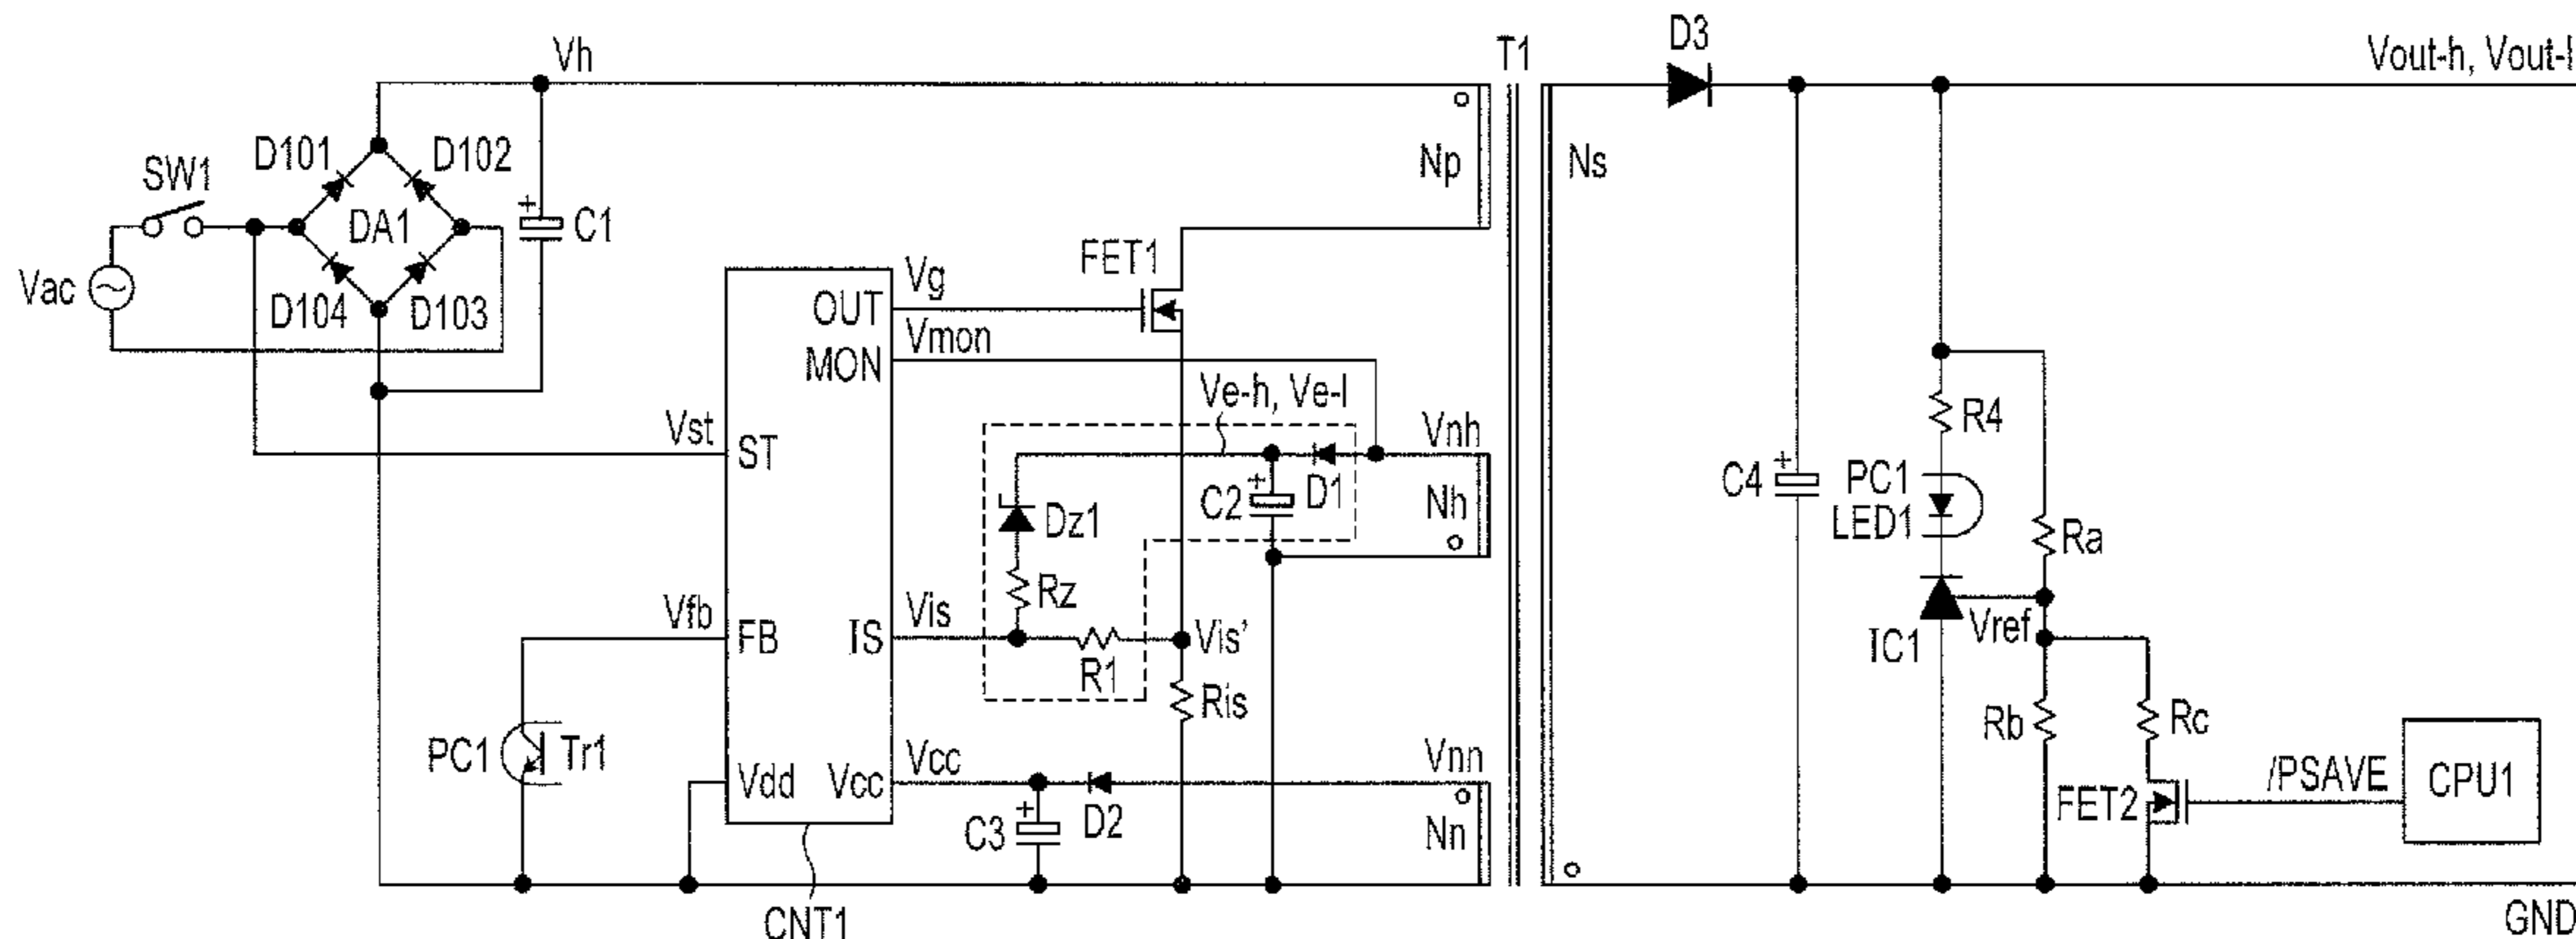 Vh
T1
D3
Vout-h, Vout-l
D101
D102
SW1
DA1
C1
Np
Ns
Vac
D104
D103
FET1
OUT
Vg
MON
Vmon
Ve-h, Ve-l
Vst
ST
Vnh
R4
C4
+
PC1
LED1
Ra
+
C2
+
D1
Nh
Dz1
Rz
Vfb
FB
IS
Vis
R1
Vis'
Ris
IC1
Vref
Rb
Rc
PC1
Tr1
Vdd
Vcc
Vcc
Vnn
C3
+
D2
Nn
/PSAVE
CPU1
FET2
CNT1
GND